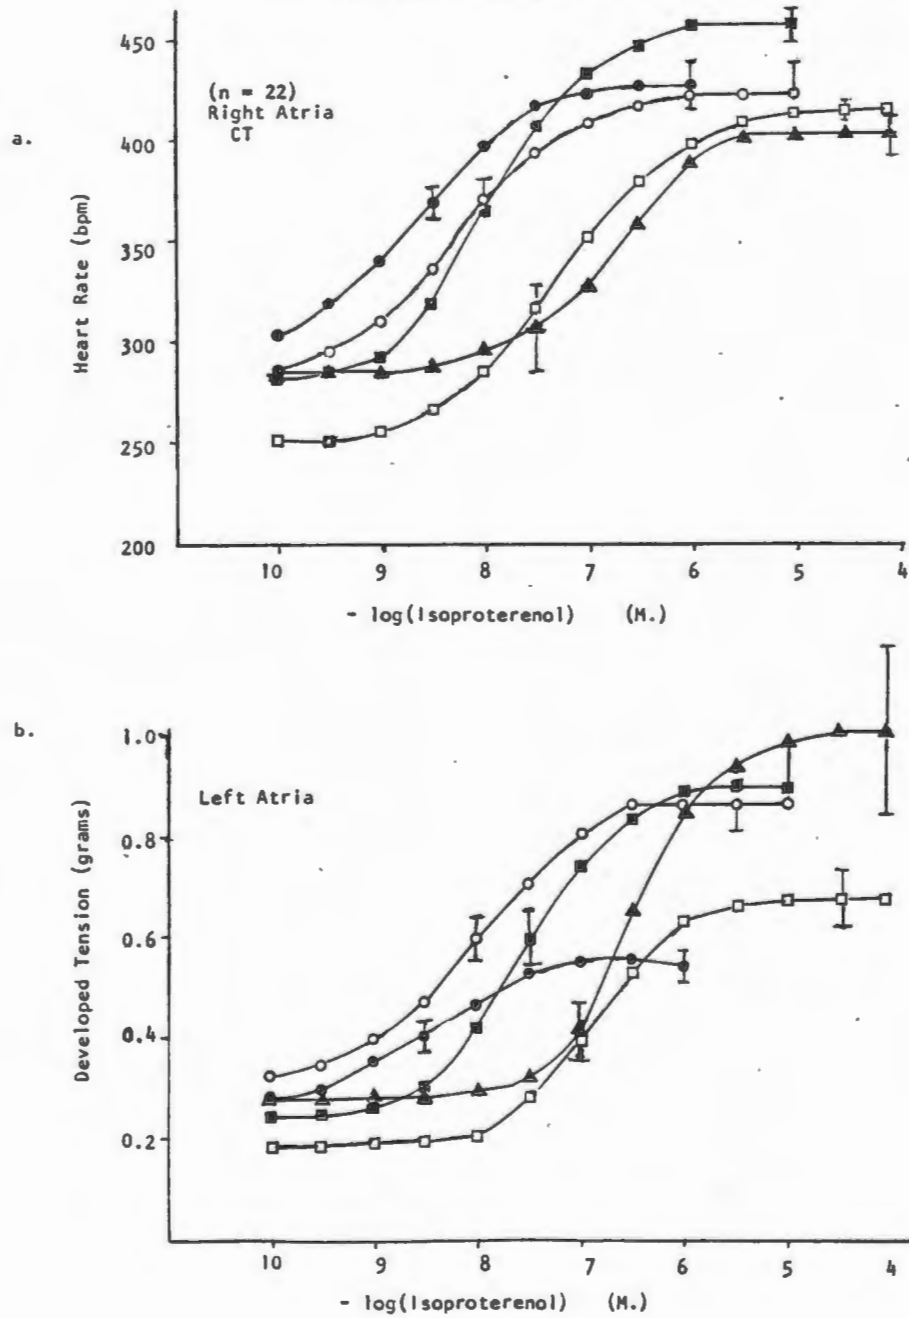 a.
Heart Rate (bpm)
450
400
350
300
250
200
(n = 22)
Right Atria
CT
10 9 8 7 6 5 4
- log(Isoproterenol) (M.)
b.
Developed Tension (grams)
1.0
0.8
0.6
0.4
0.2
Left Atria
10 9 8 7 6 5 4
- log(Isoproterenol) (M.)